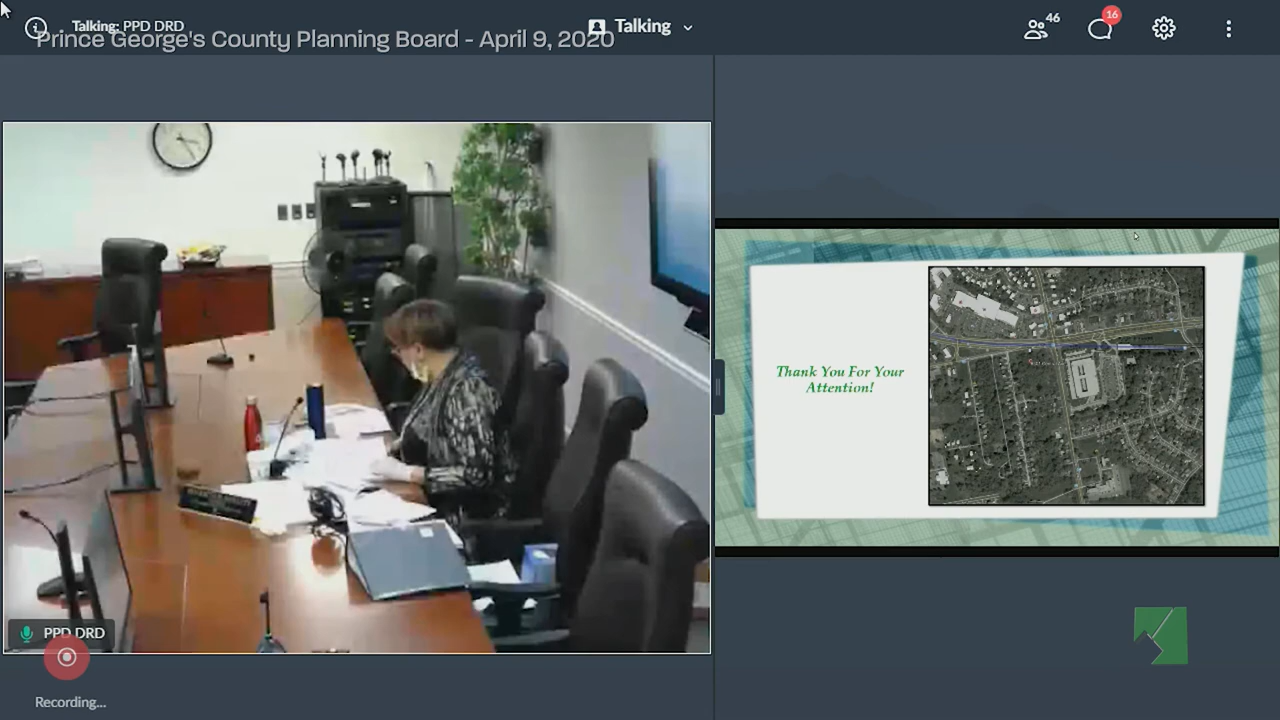 Talking: PPD DRD
Prince George's County Planning Board - April 9, 2020
Talking
46
16
Thank You For Your
Attention!
PPD DRD
Recording...